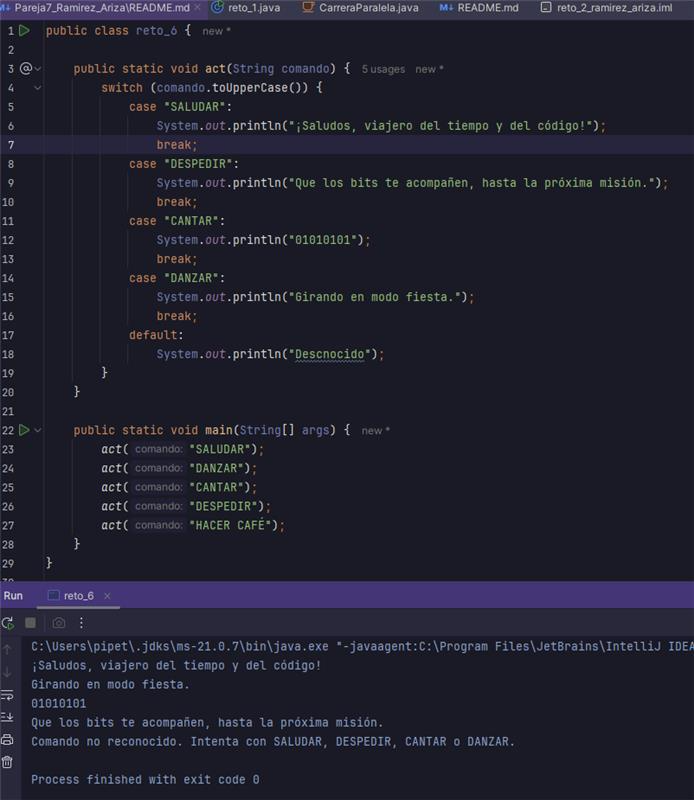 Pareja7_Ramirez_Ariza\README.md × reto_1.java CarreraParalela.java README.md reto_2_ramirez_ariza.iml
1 public class reto_6 { new *
2
3 public static void act(String comando) { 5 usages new *
4 switch (comando.toUpperCase()) {
5 case "SALUDAR":
6 System.out.println("¡Saludos, viajero del tiempo y del código!");
7 break;
8 case "DESPEDIR":
9 System.out.println("Que los bits te acompañen, hasta la próxima misión.");
10 break;
11 case "CANTAR":
12 System.out.println("01010101");
13 break;
14 case "DANZAR":
15 System.out.println("Girando en modo fiesta.");
16 break;
17 default:
18 System.out.println("Descnocido");
19 }
20 }
21
22 public static void main(String[] args) { new *
23 act( comando: "SALUDAR");
24 act( comando: "DANZAR");
25 act( comando: "CANTAR");
26 act( comando: "DESPEDIR");
27 act( comando: "HACER CAFÉ");
28 }
29 }
Run reto_6 ×
C:\Users\pipet\.jdks\ms-21.0.7\bin\java.exe "-javaagent:C:\Program Files\JetBrains\IntelliJ IDEA
¡Saludos, viajero del tiempo y del código!
Girando en modo fiesta.
01010101
Que los bits te acompañen, hasta la próxima misión.
Comando no reconocido. Intenta con SALUDAR, DESPEDIR, CANTAR o DANZAR.
Process finished with exit code 0